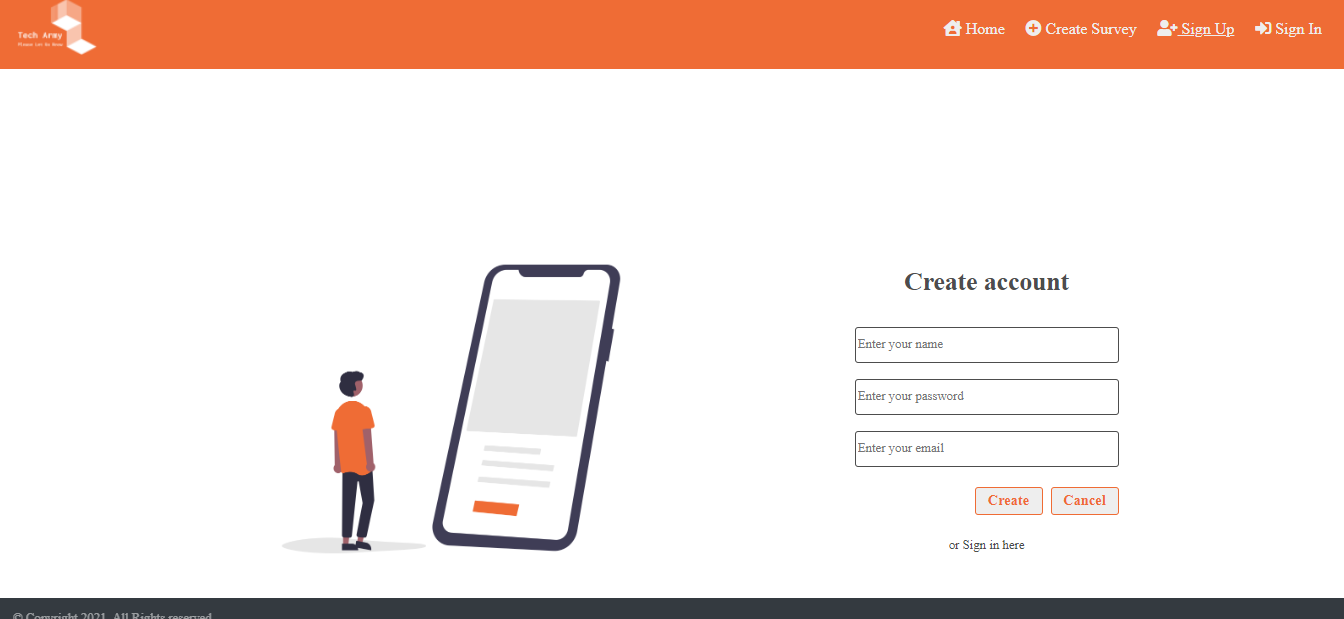 Tech Army
Please Let Us Know
Home
Create Survey
Sign Up
Sign In
Create account
Enter your name
Enter your password
Enter your email
Create
Cancel
or Sign in here
© Copyright 2021. All Rights reserved